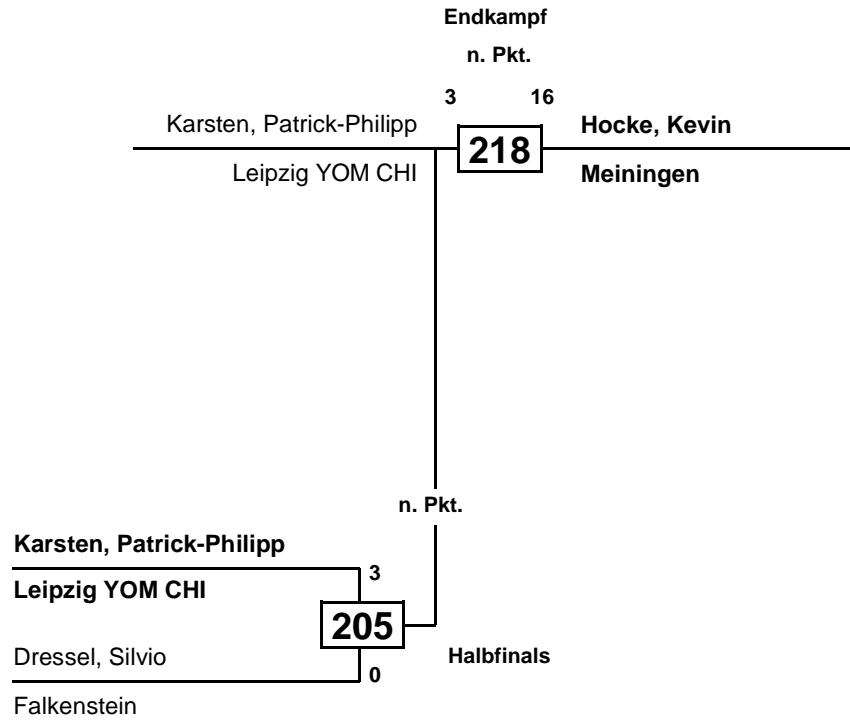 Endkampf
n. Pkt.
3 16
Karsten, Patrick-Philipp
Leipzig YOM CHI
218
Hocke, Kevin
Meiningen
n. Pkt.
Karsten, Patrick-Philipp
Leipzig YOM CHI
3
205
Dressel, Silvio
Falkenstein
0
Halbfinals